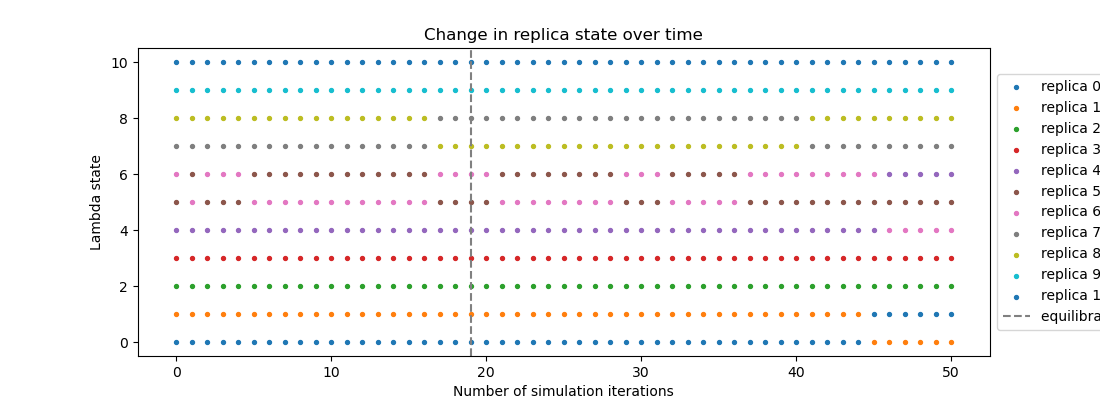 Change in replica state over time
Lambda state
10
8
6
4
2
0
0
10
20
30
40
50
Number of simulation iterations
replica 0
replica 1
replica 2
replica 3
replica 4
replica 5
replica 6
replica 7
replica 8
replica 9
replica 1
equilibra